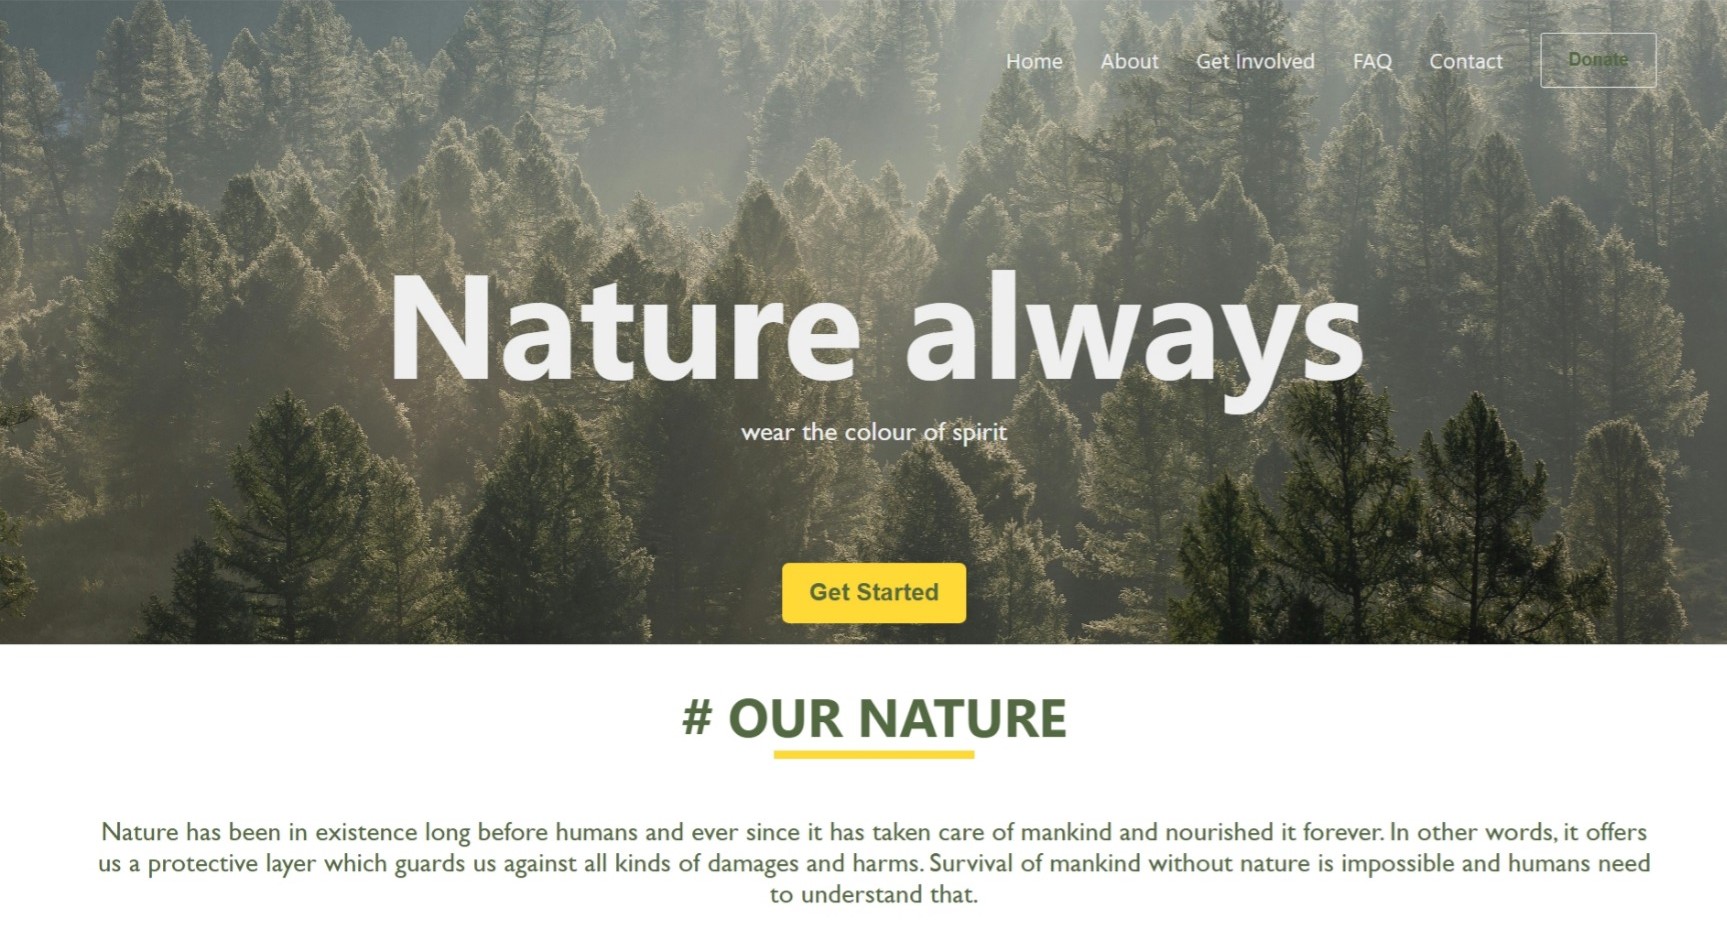 Home About Get Involved FAQ Contact Donate
Nature always
wear the colour of spirit
Get Started
# OUR NATURE
Nature has been in existence long before humans and ever since it has taken care of mankind and nourished it forever. In other words, it offers
us a protective layer which guards us against all kinds of damages and harms. Survival of mankind without nature is impossible and humans need
to understand that.